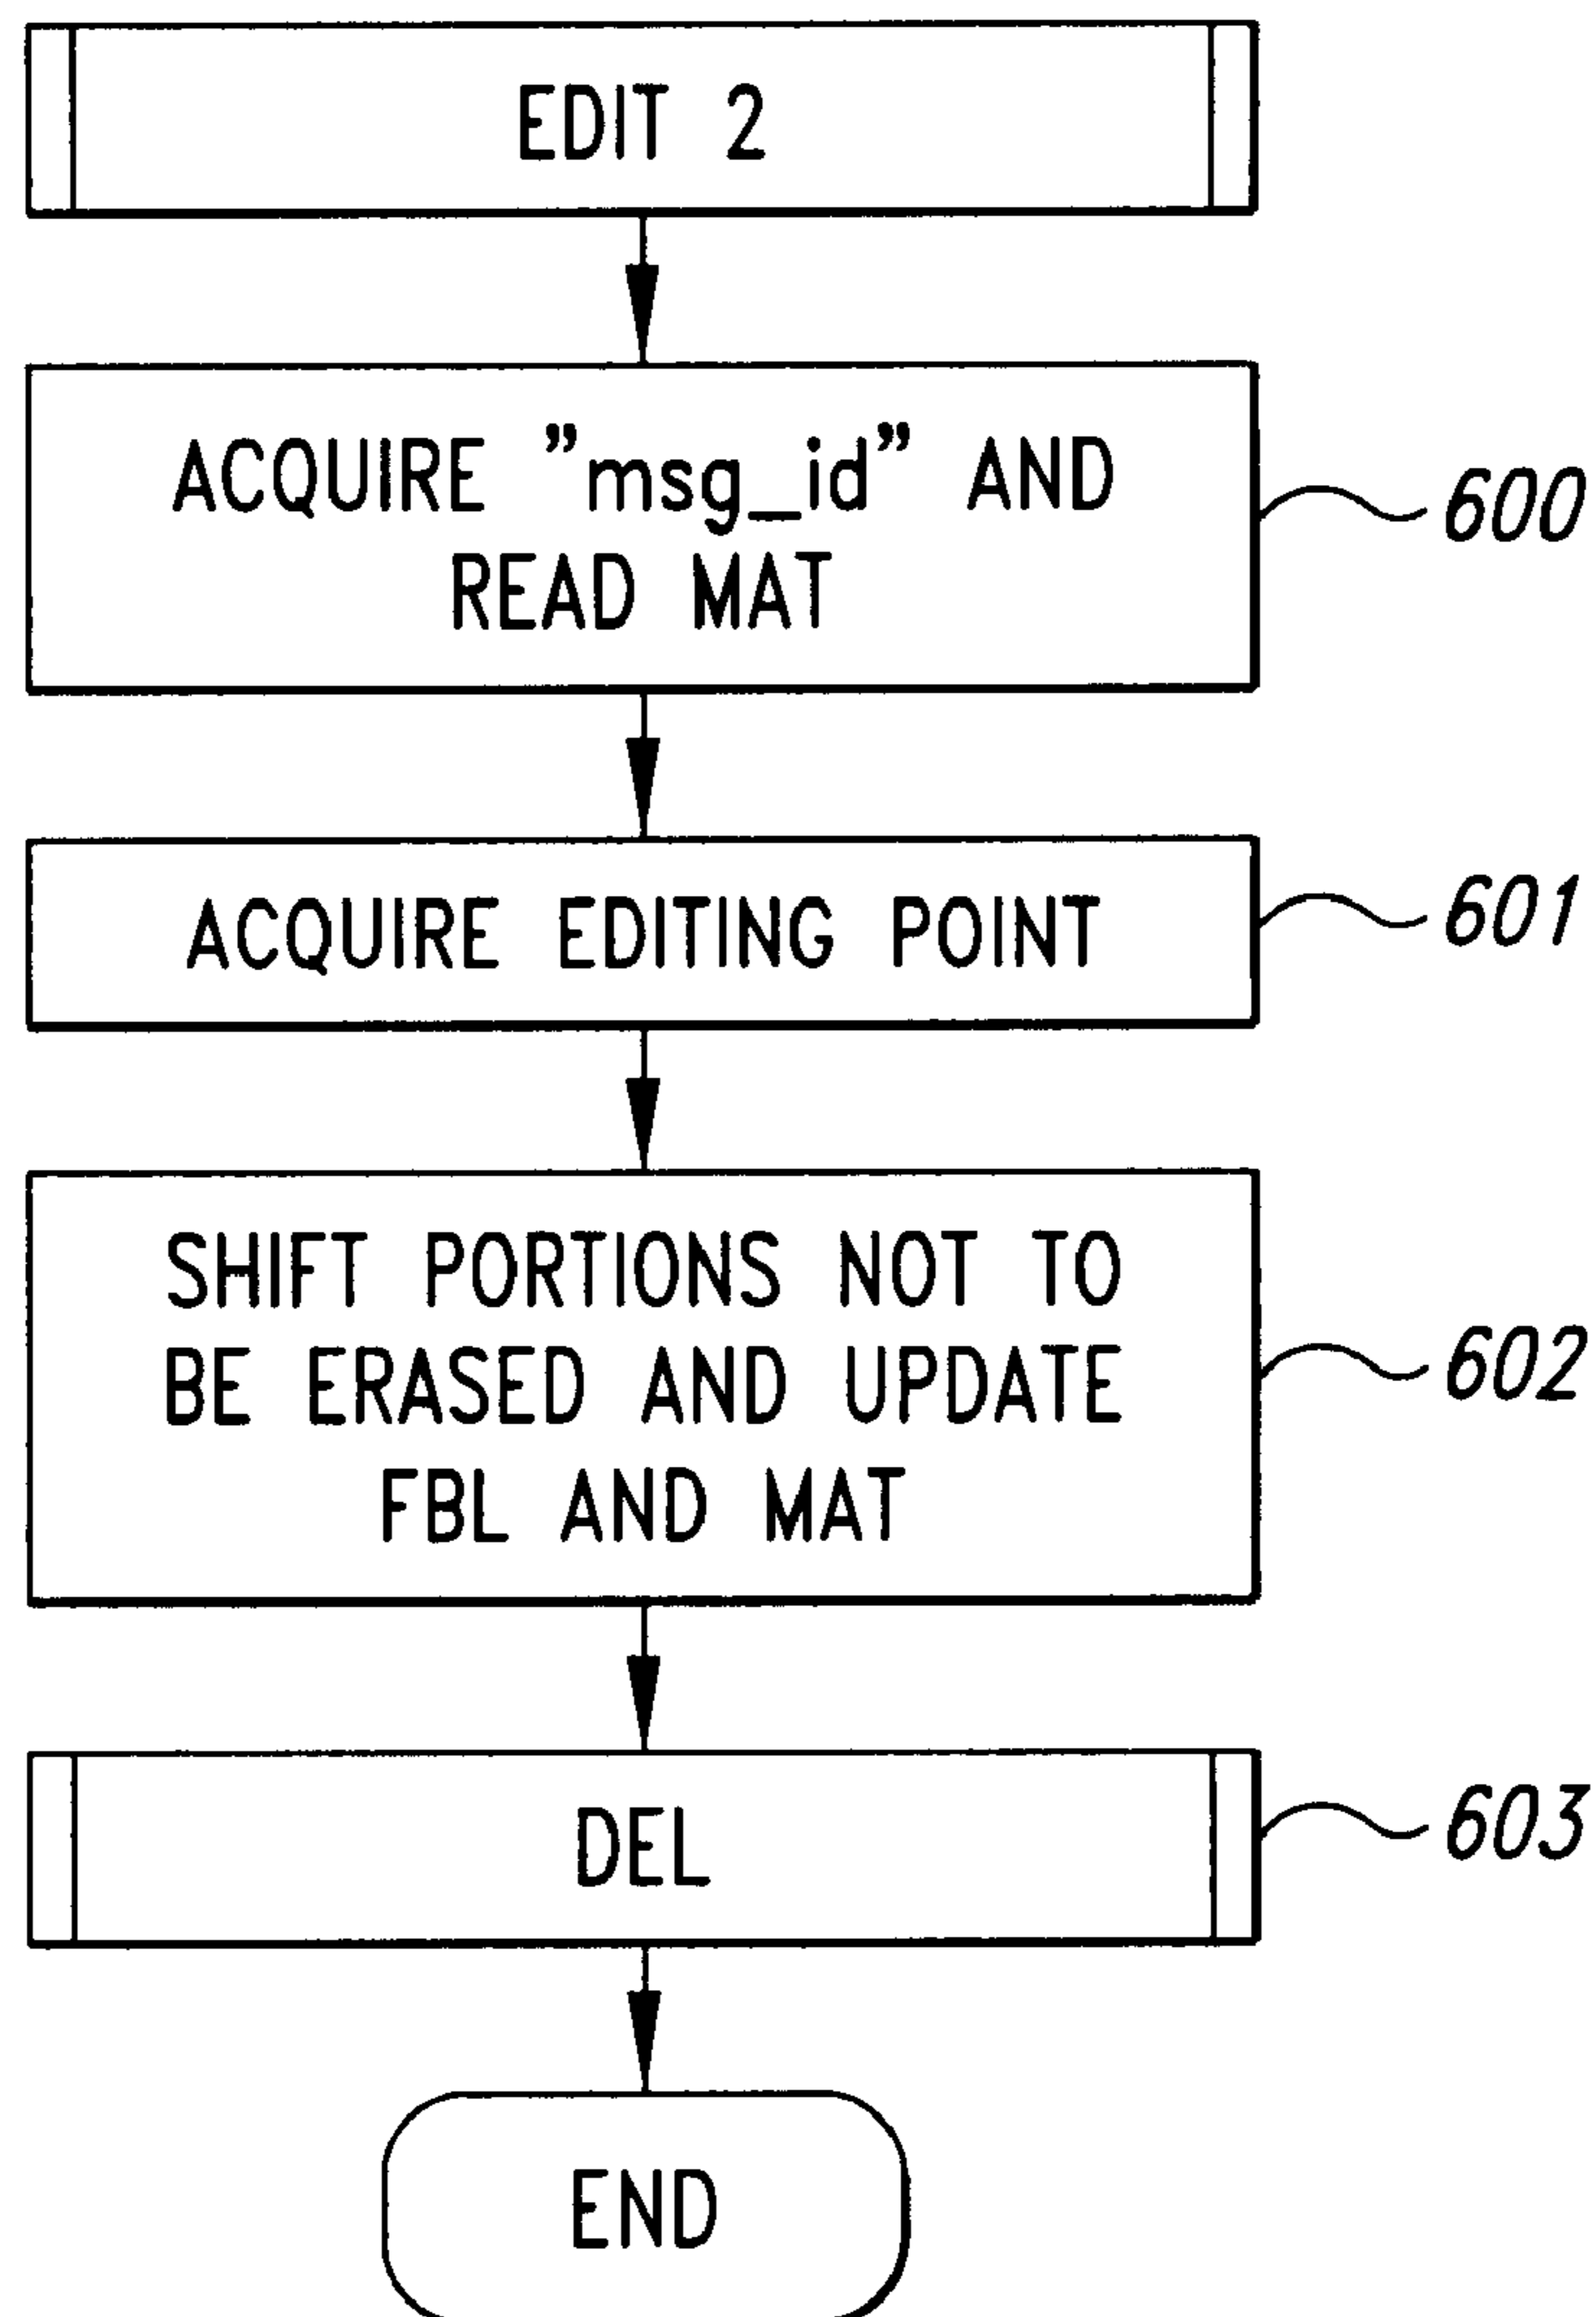 EDIT 2
ACQUIRE ”msg_id” AND
READ MAT
600
ACQUIRE EDITING POINT
601
SHIFT PORTIONS NOT TO
BE ERASED AND UPDATE
FBL AND MAT
602
DEL
603
END